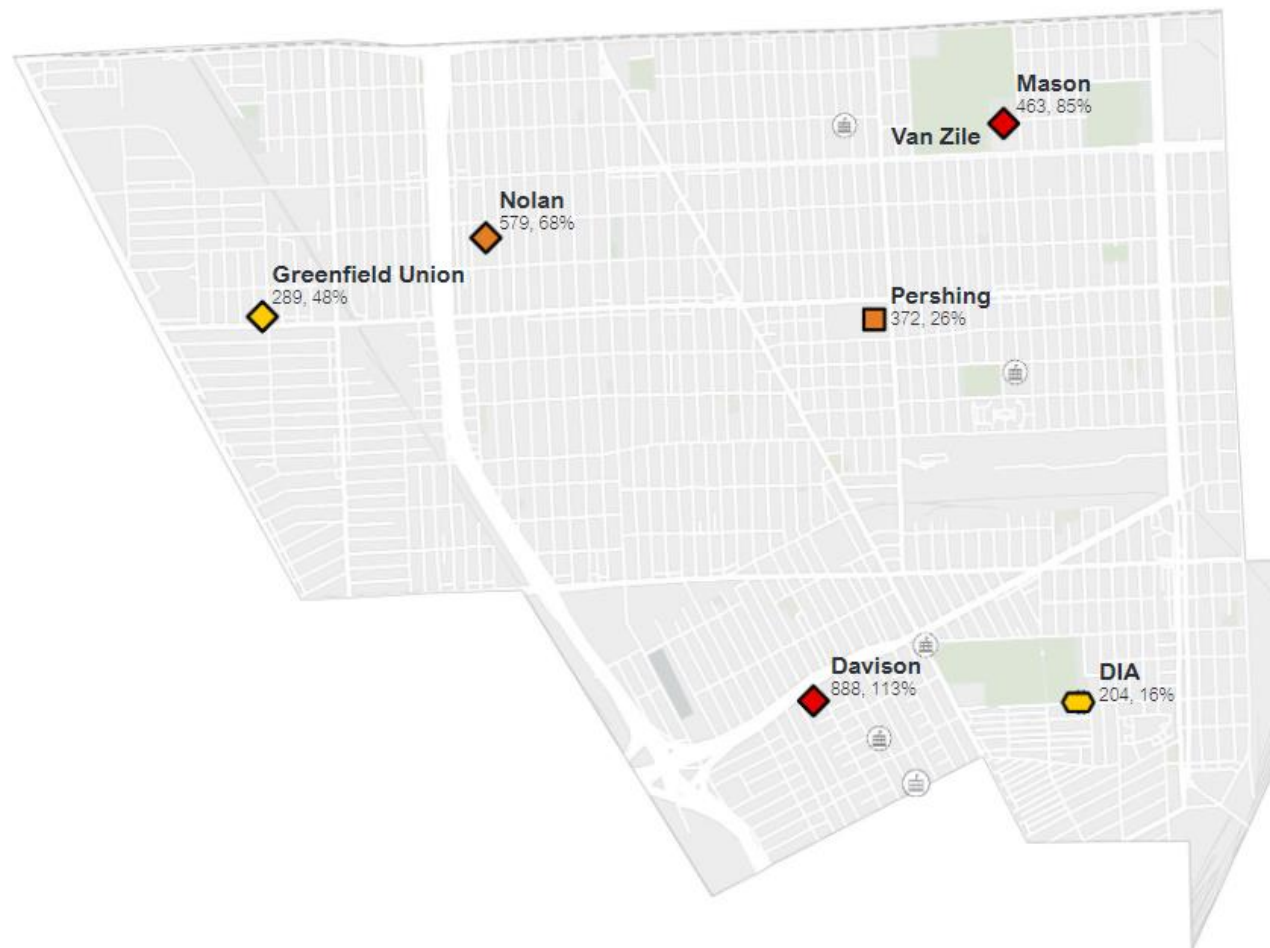 Mason
463, 85%
Van Zile
Nolan
579, 68%
Greenfield Union
289, 48%
Pershing
372, 26%
Davison
888, 113%
DIA
204, 16%